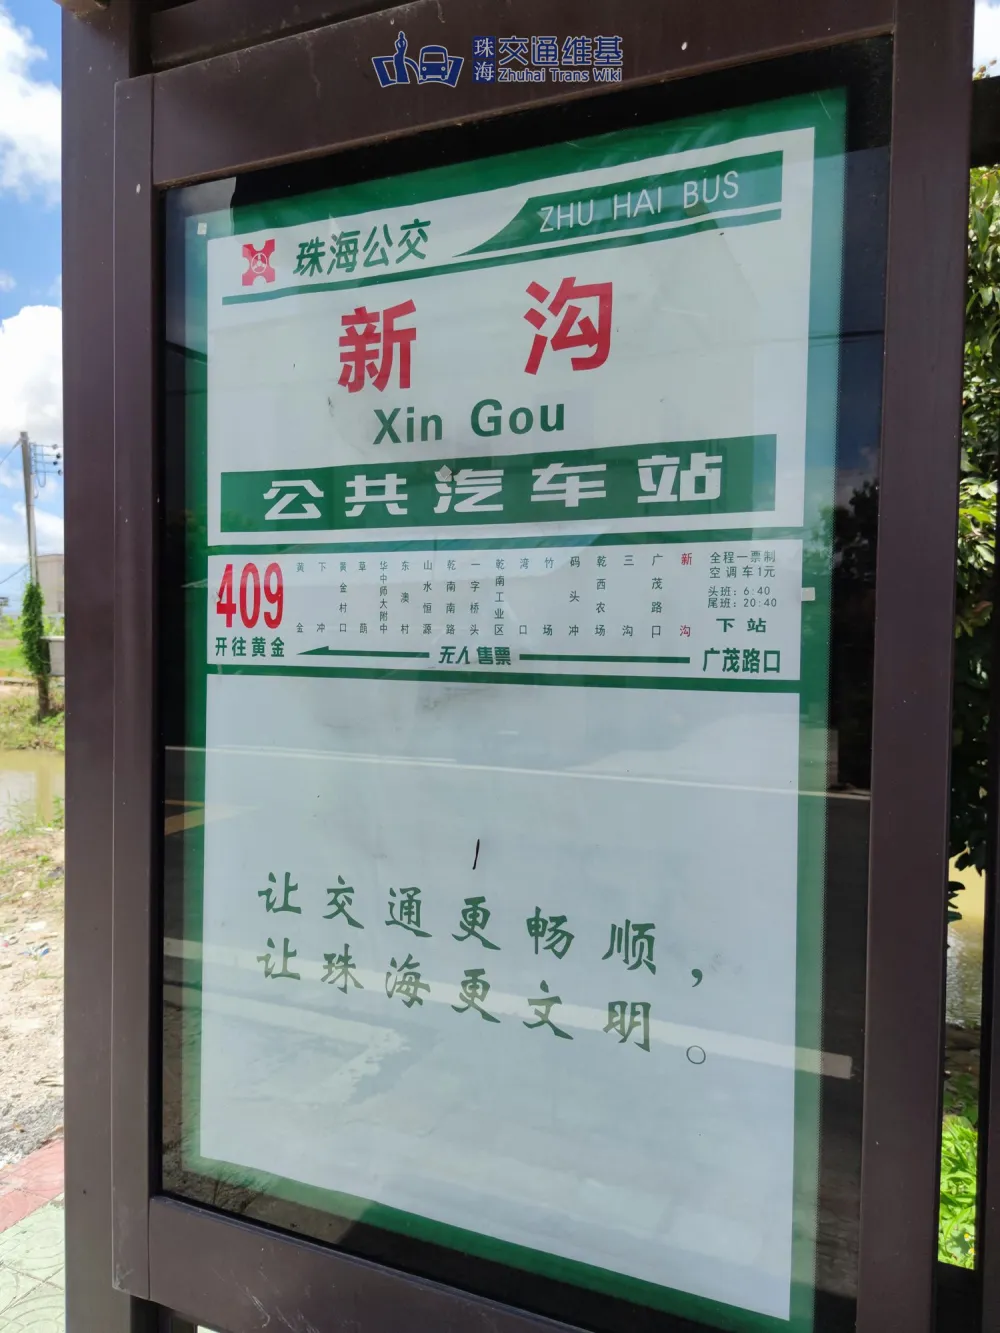 珠海 交通维基
Zhuhai Trans Wiki
珠海公交
ZHU HAI BUS
新沟
Xin Gou
公共汽车站
409
开往黄金
黄金
下冲
黄金村口
草蓢
华中师大附中
东澳村
山水恒源
乾南南路
一字桥头
乾南工业区
湾口
竹场
码头冲
乾西农场
三沟
广茂路口
新沟
全程一票制
空调车1元
头班：6:40
尾班：20:40
下站
无人售票
广茂路口
让交通更畅顺，
让珠海更文明。